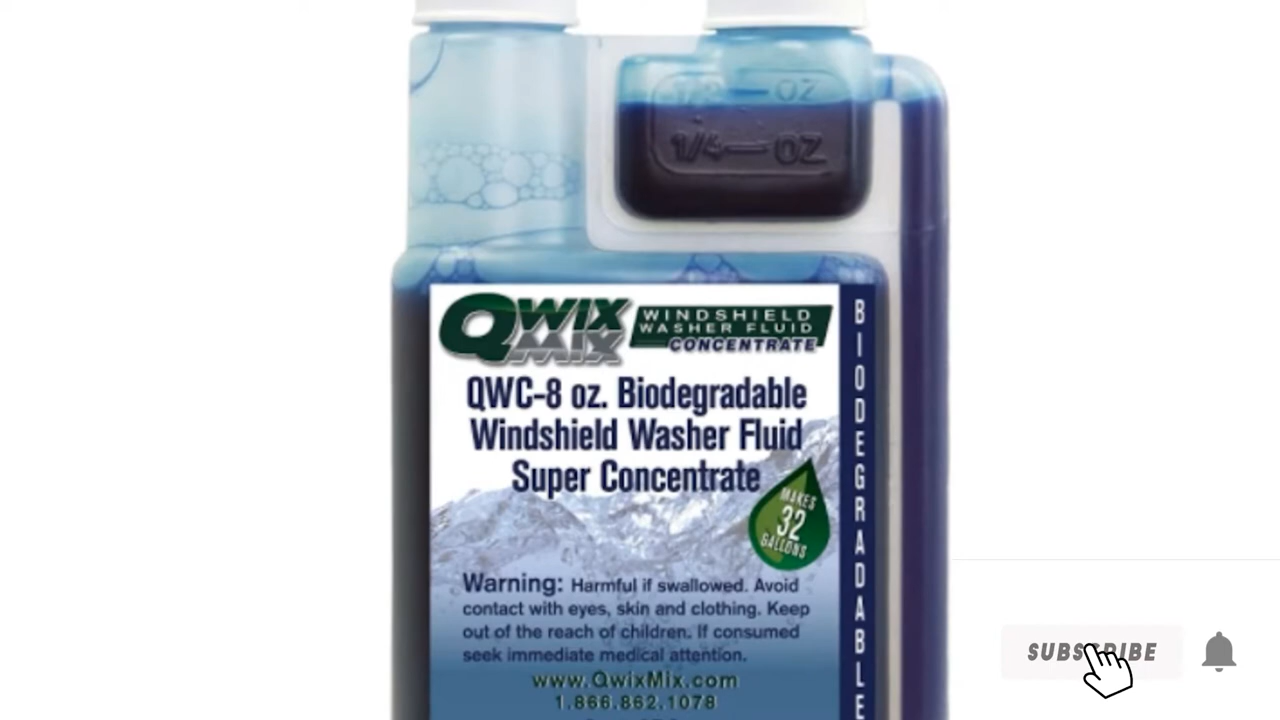 1/2 — OZ
1/4 — OZ
QWIX
MIX
WINDSHIELD
WASHER FLUID
CONCENTRATE
QWC-8 oz. Biodegradable
Windshield Washer Fluid
Super Concentrate
MAKES
32
GALLONS
Warning: Harmful if swallowed. Avoid
contact with eyes, skin and clothing. Keep
out of the reach of children. If consumed
seek immediate medical attention.
www.QwixMix.com
1.866.862.1078
BIODEGRADABLE
SUBSCRIBE